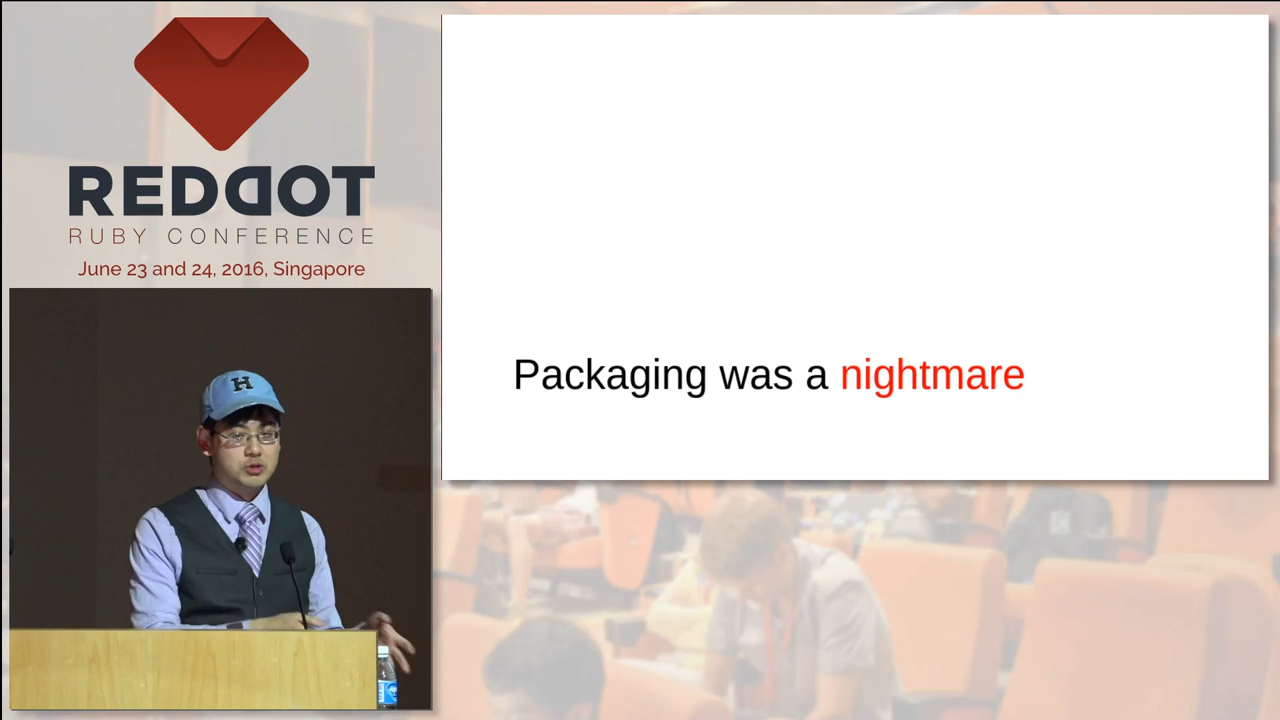 REDDOT
RUBY CONFERENCE
June 23 and 24, 2016, Singapore
H
Packaging was a nightmare